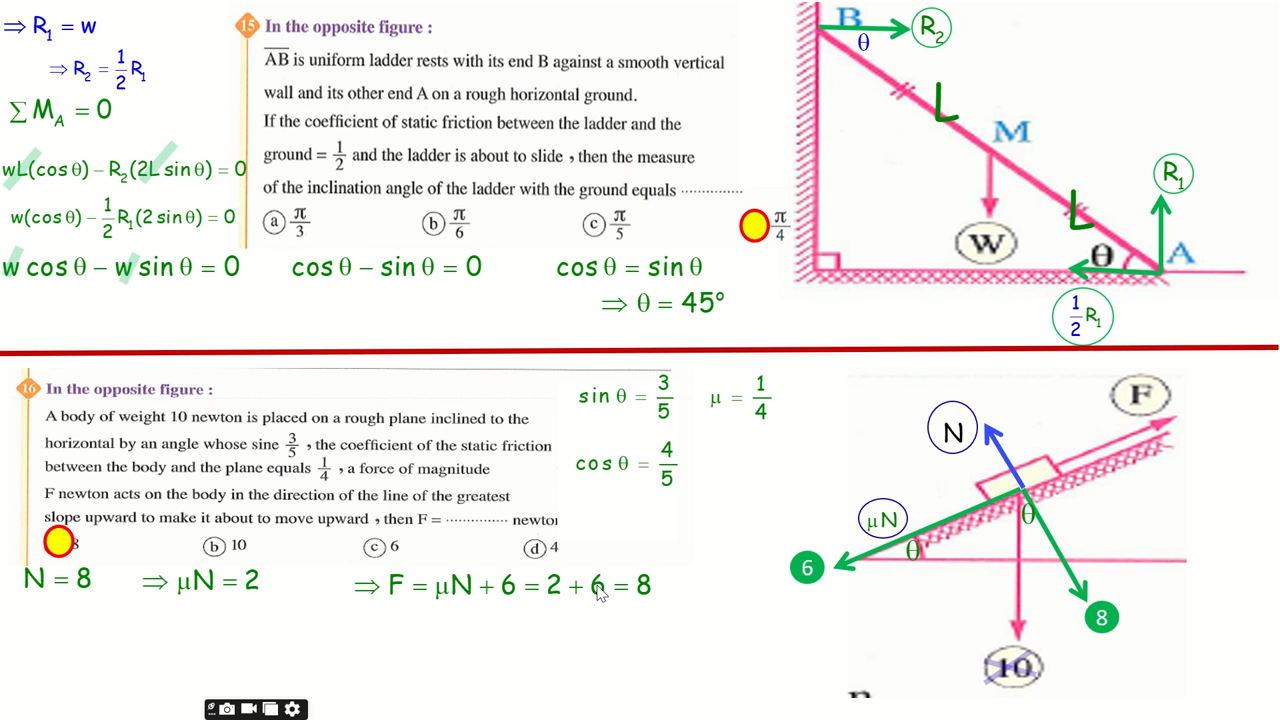 ⇒ R₁ = w
⇒ R₂ = 1/2 R₁
∑ M_A = 0
wL(cos θ) – R₂(2L sin θ) = 0
w(cos θ) – 1/2 R₁(2 sin θ) = 0
w cos θ – w sin θ = 0
cos θ – sin θ = 0
cos θ = sin θ
⇒ θ = 45°
15 In the opposite figure :
AB is uniform ladder rests with its end B against a smooth vertical
wall and its other end A on a rough horizontal ground.
If the coefficient of static friction between the ladder and the
ground = 1/2 and the ladder is about to slide , then the measure
of the inclination angle of the ladder with the ground equals ...............
a π/3
b π/6
c π/5
π/4
B
R₂
θ
L
M
R₁
L
W
θ
A
1/2 R₁
16 In the opposite figure :
A body of weight 10 newton is placed on a rough plane inclined to the
horizontal by an angle whose sine 3/5 , the coefficient of the static friction
between the body and the plane equals 1/4 , a force of magnitude
F newton acts on the body in the direction of the line of the greatest
slope upward to make it about to move upward , then F = ............... newto
8
b 10
c 6
d 4
sin θ = 3/5
μ = 1/4
cos θ = 4/5
N = 8
⇒ μN = 2
⇒ F = μN + 6 = 2 + 6 = 8
F
N
μN
θ
θ
6
8
10